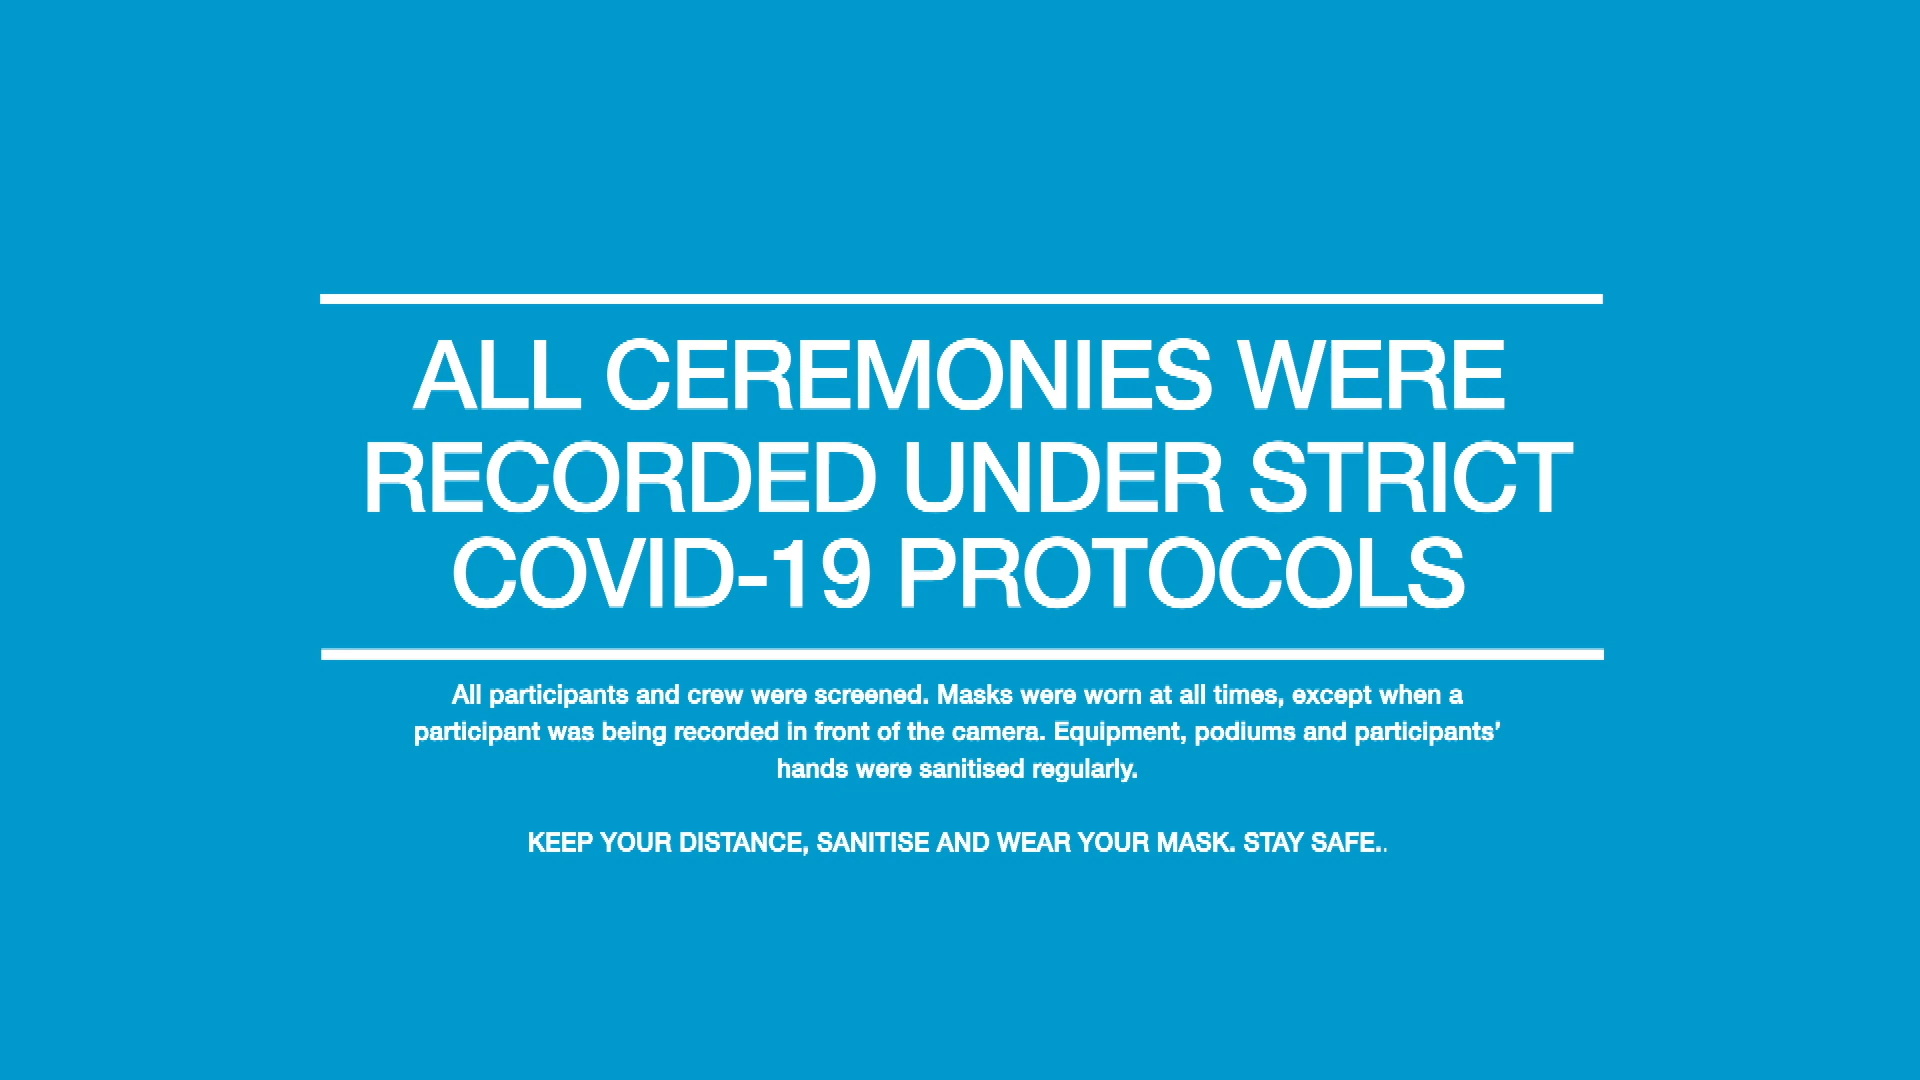 ALL CEREMONIES WERE
RECORDED UNDER STRICT
COVID-19 PROTOCOLS
All participants and crew were screened. Masks were worn at all times, except when a
participant was being recorded in front of the camera. Equipment, podiums and participants’
hands were sanitised regularly.
KEEP YOUR DISTANCE, SANITISE AND WEAR YOUR MASK. STAY SAFE..